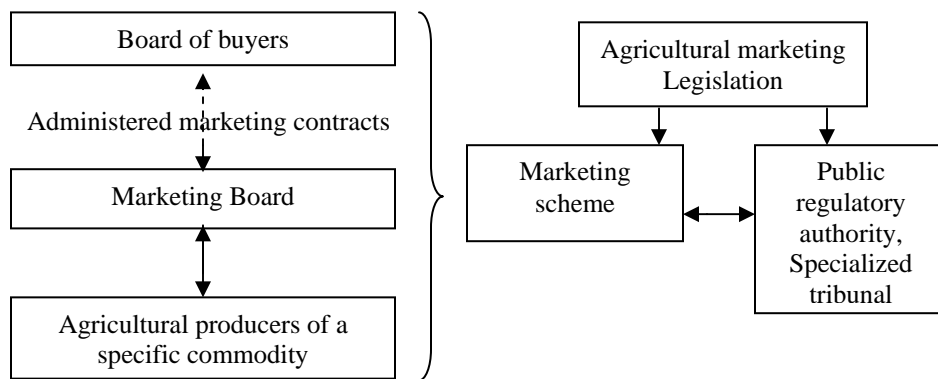 Board of buyers
Administered marketing contracts
Marketing Board
Agricultural producers of a
specific commodity
Agricultural marketing
Legislation
Marketing
scheme
Public
regulatory
authority,
Specialized
tribunal